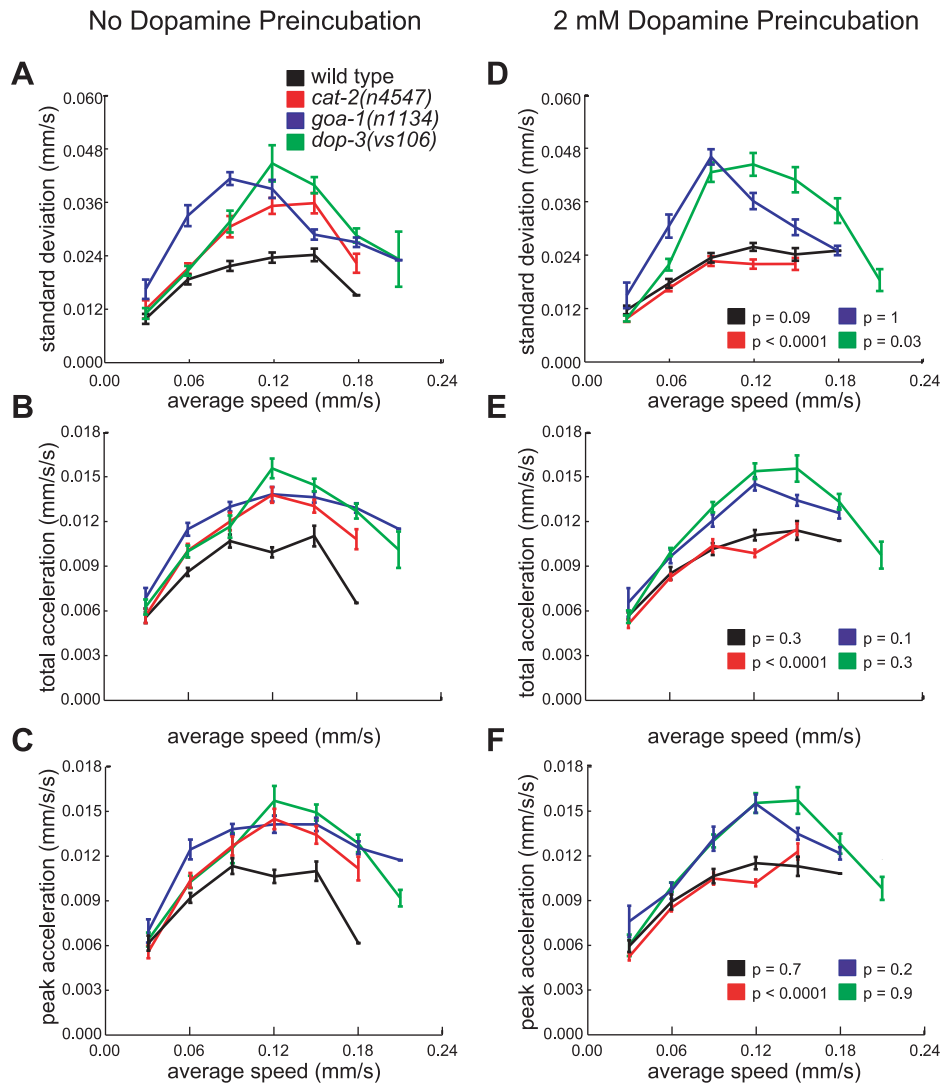 No Dopamine Preincubation
2 mM Dopamine Preincubation
A
wild type
cat-2(n4547)
goa-1(n1134)
dop-3(vs106)
standard deviation (mm/s)
0.060
0.048
0.036
0.024
0.012
0.000
0.00 0.06 0.12 0.18 0.24
average speed (mm/s)
D
standard deviation (mm/s)
0.060
0.048
0.036
0.024
0.012
0.000
p = 0.09
p = 1
p < 0.0001
p = 0.03
0.00 0.06 0.12 0.18 0.24
average speed (mm/s)
B
total acceleration (mm/s/s)
0.018
0.015
0.012
0.009
0.006
0.003
0.000
average speed (mm/s)
E
total acceleration (mm/s/s)
0.018
0.015
0.012
0.009
0.006
0.003
0.000
p = 0.3
p = 0.1
p < 0.0001
p = 0.3
average speed (mm/s)
C
peak acceleration (mm/s/s)
0.018
0.015
0.012
0.009
0.006
0.003
0.000
0.00 0.06 0.12 0.18 0.24
average speed (mm/s)
F
peak acceleration (mm/s/s)
0.018
0.015
0.012
0.009
0.006
0.003
0.000
p = 0.7
p = 0.2
p < 0.0001
p = 0.9
0.00 0.06 0.12 0.18 0.24
average speed (mm/s)